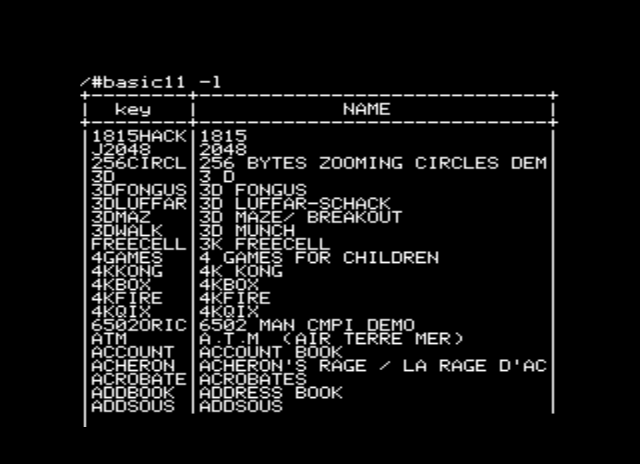 /#basic11 -l
+---------+------------------------------+
| key | NAME |
+---------+------------------------------+
|1815HACK|1815
|J2048 |2048
|256CIRCL|256 BYTES ZOOMING CIRCLES DEM
|3D |3 D
|3DFONGUS|3D FONGUS
|3DLUFFAR|3D LUFFAR-SCHACK
|3DMAZ |3D MAZE/ BREAKOUT
|3DWALK |3D MUNCH
|FREECELL|3K FREECELL
|4GAMES |4 GAMES FOR CHILDREN
|4KKONG |4K KONG
|4KBOX |4KBOX
|4KFIRE |4KFIRE
|4KQIX |4KQIX
|6502ORIC|6502 MAN CMPI DEMO
|ATM |A.T.M. (AIR TERRE MER)
|ACCOUNT |ACCOUNT BOOK
|ACHERON |ACHERON'S RAGE / LA RAGE D'AC
|ACROBATE|ACROBATES
|ADDBOOK |ADDRESS BOOK
|ADDSOUS |ADDSOUS